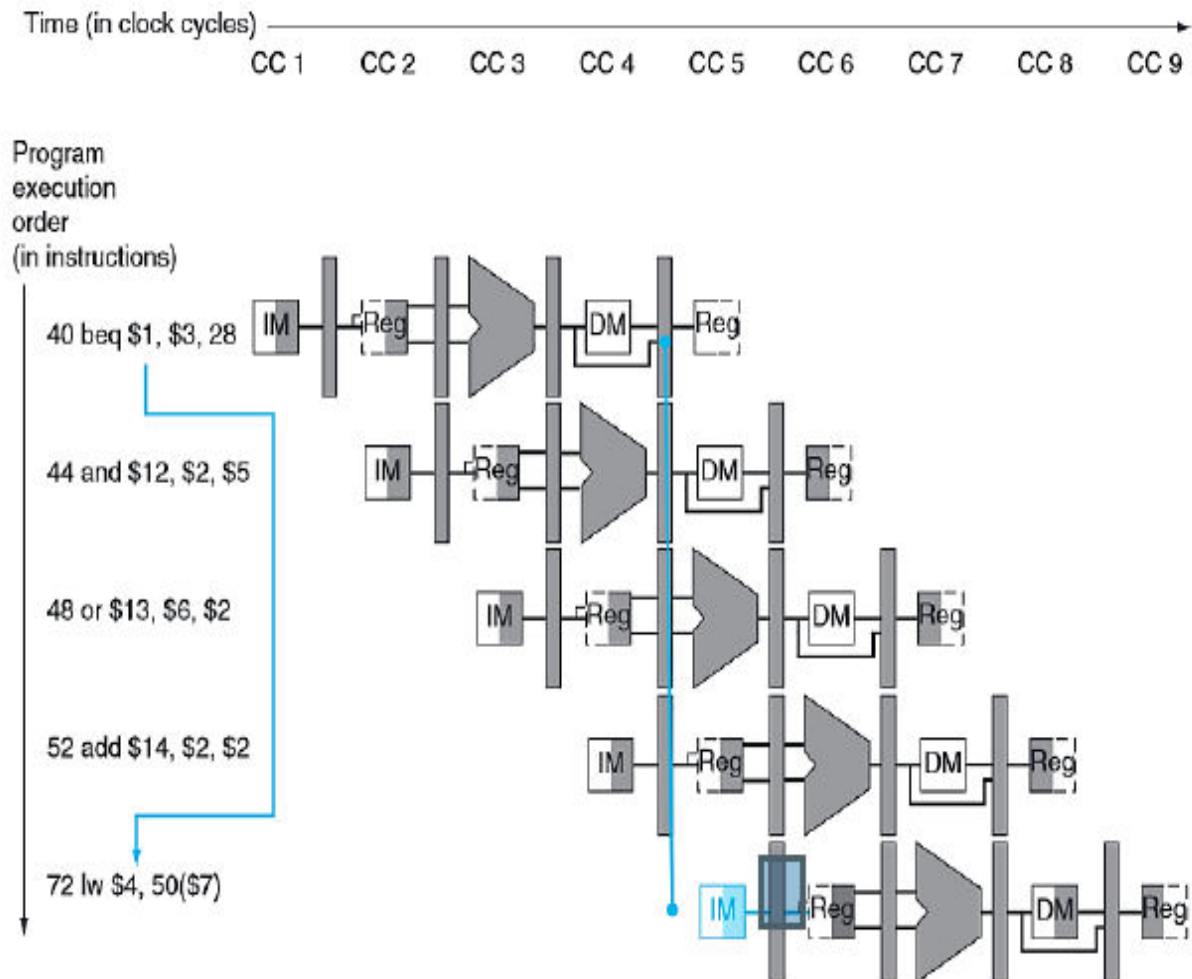 Time (in clock cycles)
CC 1 CC 2 CC 3 CC 4 CC 5 CC 6 CC 7 CC 8 CC 9
Program
execution
order
(in instructions)
40 beq $1, $3, 28
IM Reg DM Reg
44 and $12, $2, $5
IM Reg DM Reg
48 or $13, $6, $2
IM Reg DM Reg
52 add $14, $2, $2
IM Reg DM Reg
72 lw $4, 50($7)
IM Reg DM Reg